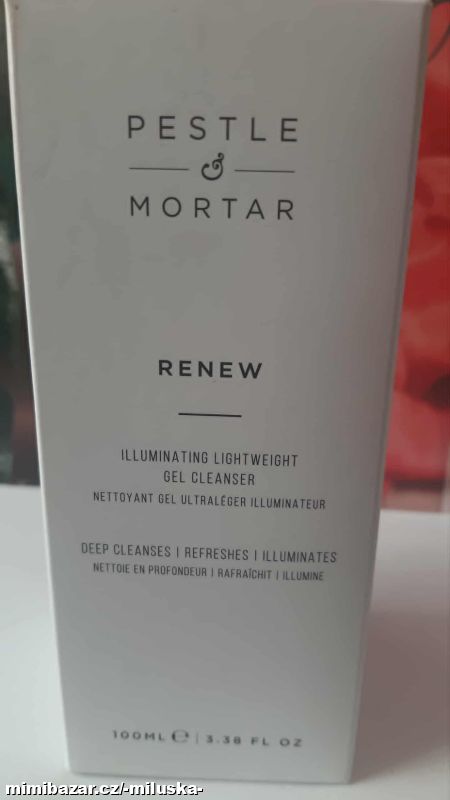 PESTLE
&
MORTAR
RENEW
ILLUMINATING LIGHTWEIGHT
GEL CLEANSER
NETTOYANT GEL ULTRALÉGER ILLUMINATEUR
DEEP CLEANSES | REFRESHES | ILLUMINATES
NETTOIE EN PROFONDEUR | RAFRAÎCHIT | ILLUMINE
100ML ℮ | 3.38 FL OZ
mimibazar.cz/-miluska-